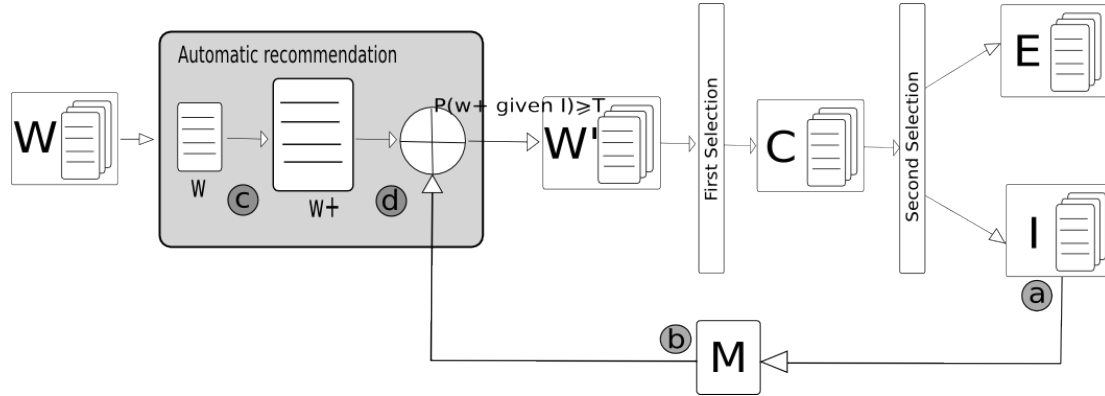 Automatic recommendation
W
w
c
w+
d
P(w+ given I)⩾T
W'
First Selection
C
Second Selection
E
I
a
b
M